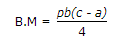 B.M = pb(c - a)/4